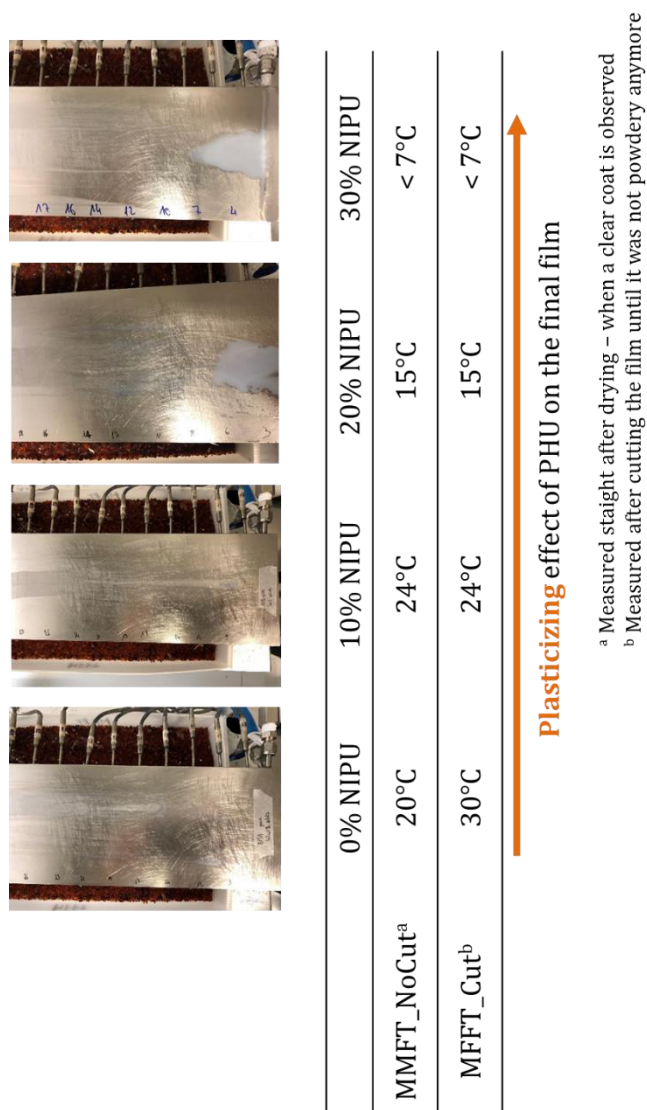 0% NIPU 10% NIPU 20% NIPU 30% NIPU
MMFT_NoCutᵃ 20°C 24°C 15°C < 7°C
MFFT_Cutᵇ 30°C 24°C 15°C < 7°C
Plasticizing effect of PHU on the final film
ᵃ Measured staight after drying – when a clear coat is observed
ᵇ Measured after cutting the film until it was not powdery anymore
17 16 14 12 10 7 4